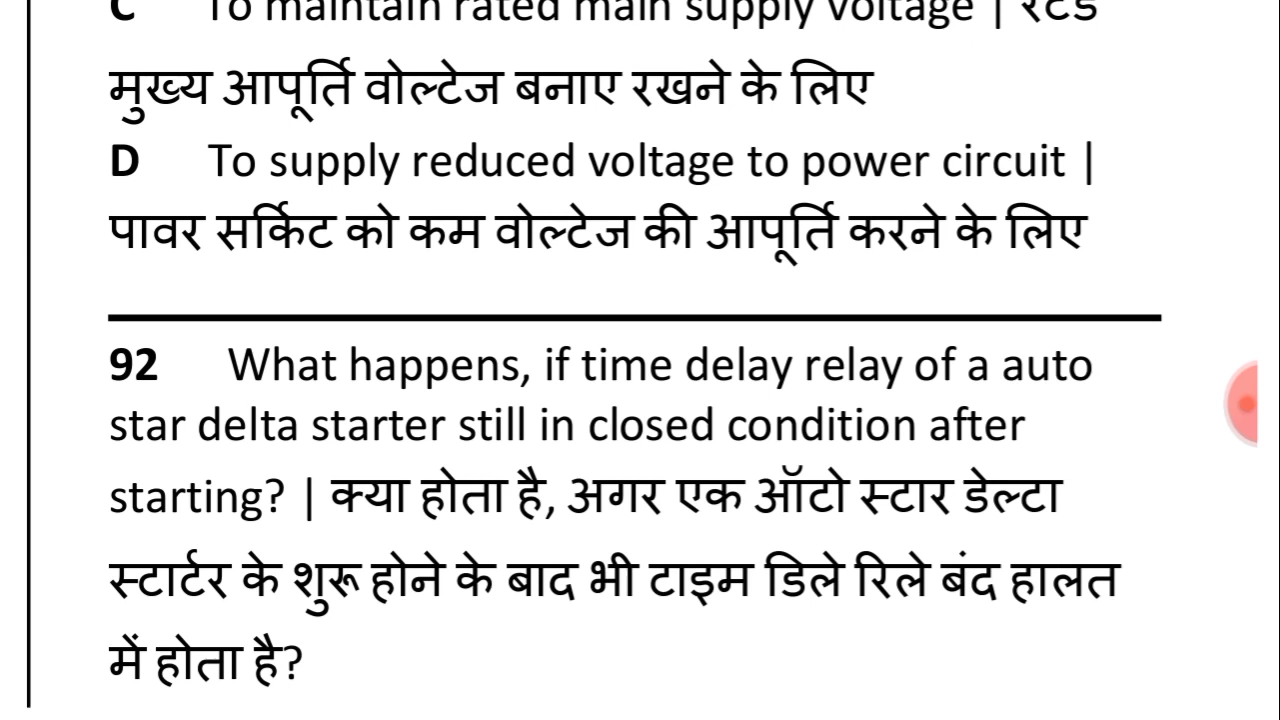 C To maintain rated main supply voltage | रेटेड
मुख्य आपूर्ति वोल्टेज बनाए रखने के लिए
D To supply reduced voltage to power circuit |
पावर सर्किट को कम वोल्टेज की आपूर्ति करने के लिए
92 What happens, if time delay relay of a auto
star delta starter still in closed condition after
starting? | क्या होता है, अगर एक ऑटो स्टार डेल्टा
स्टार्टर के शुरू होने के बाद भी टाइम डिले रिले बंद हालत
में होता है?